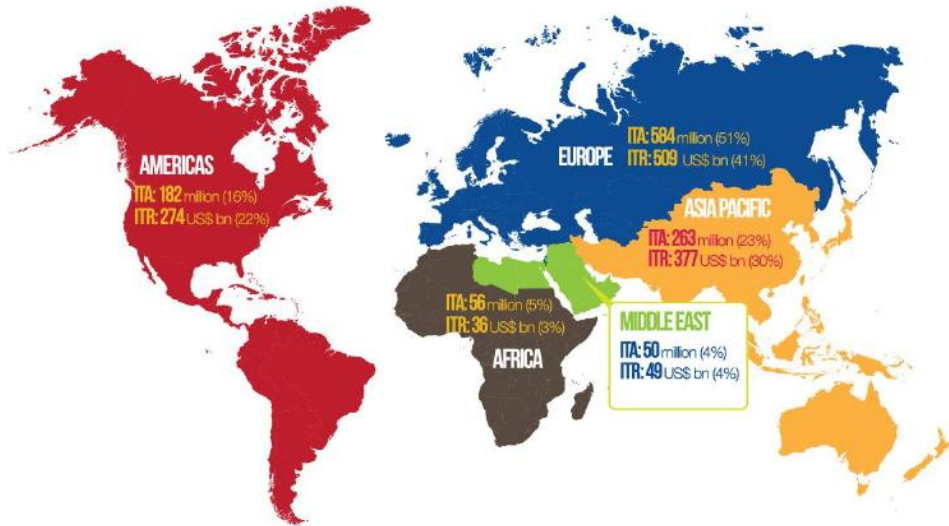 AMERICAS
ITA: 182 million (16%)
ITR: 274 US$ bn (22%)
EUROPE
ITA: 584 million (51%)
ITR: 509 US$ bn (41%)
ASIA PACIFIC
ITA: 263 million (23%)
ITR: 377 US$ bn (30%)
ITA: 56 million (5%)
ITR: 36 US$ bn (3%)
AFRICA
MIDDLE EAST
ITA: 50 million (4%)
ITR: 49 US$ bn (4%)